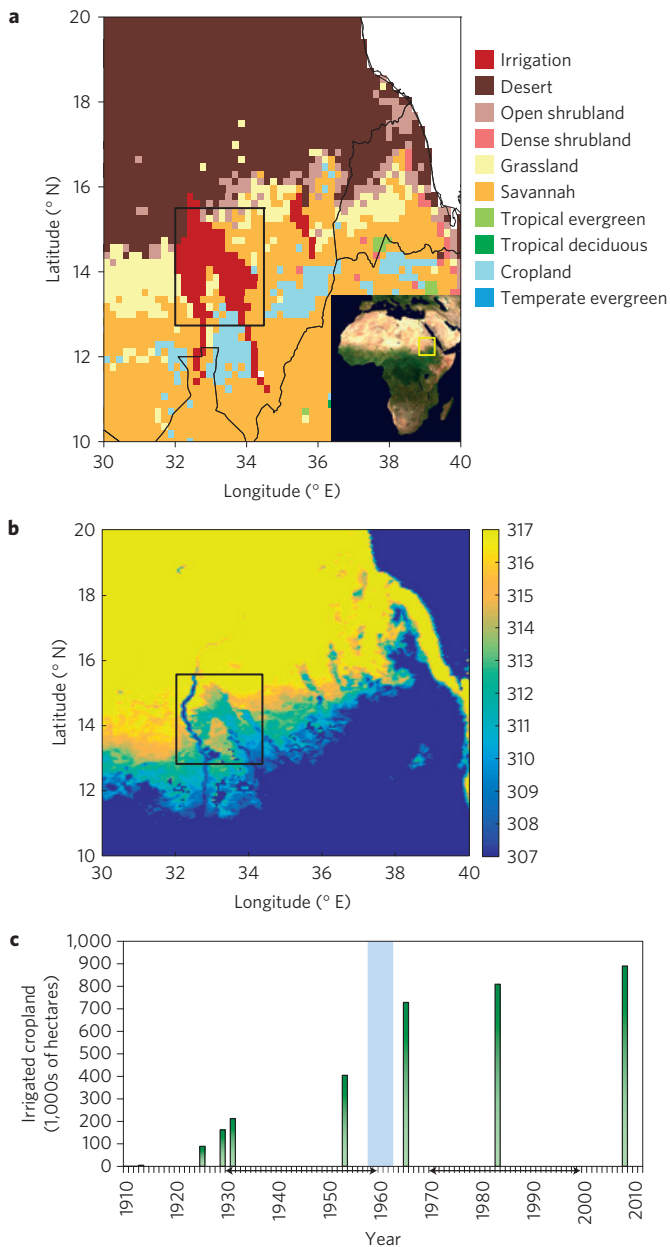 a
20
18
16
14
12
10
Latitude (° N)
30 32 34 36 38 40
Longitude (° E)
Irrigation
Desert
Open shrubland
Dense shrubland
Grassland
Savannah
Tropical evergreen
Tropical deciduous
Cropland
Temperate evergreen
b
20
18
16
14
12
10
Latitude (° N)
30 32 34 36 38 40
Longitude (° E)
317
316
315
314
313
312
311
310
309
308
307
c
1,000
900
800
700
600
500
400
300
200
100
0
Irrigated cropland
(1,000s of hectares)
1910 1920 1930 1940 1950 1960 1970 1980 1990 2000 2010
Year